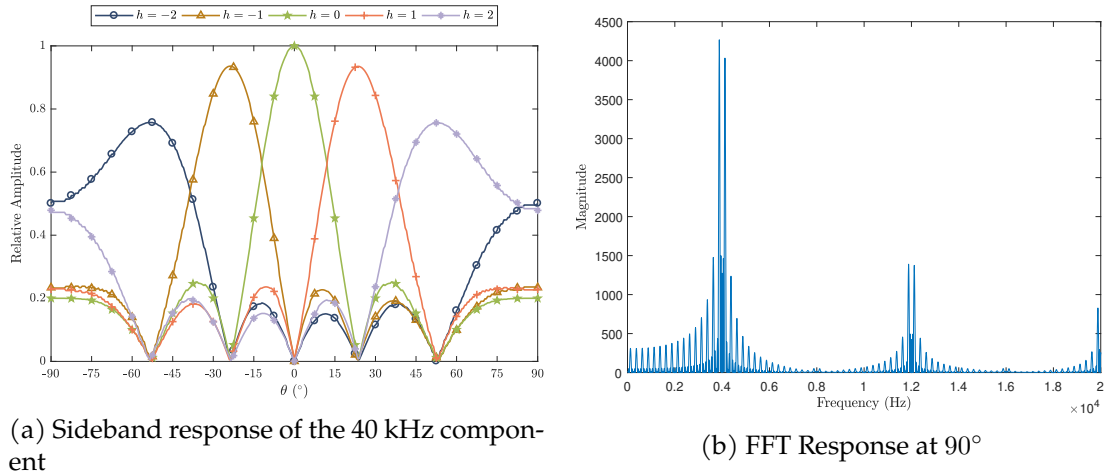 h = −2 h = −1 h = 0 h = 1 h = 2
Relative Amplitude
1
0.8
0.6
0.4
0.2
0
-90 -75 -60 -45 -30 -15 0 15 30 45 60 75 90
θ (°)
(a) Sideband response of the 40 kHz compon-
ent
Magnitude
4500
4000
3500
3000
2500
2000
1500
1000
500
0
0 0.2 0.4 0.6 0.8 1 1.2 1.4 1.6 1.8 2
Frequency (Hz)
× 10⁴
(b) FFT Response at 90°